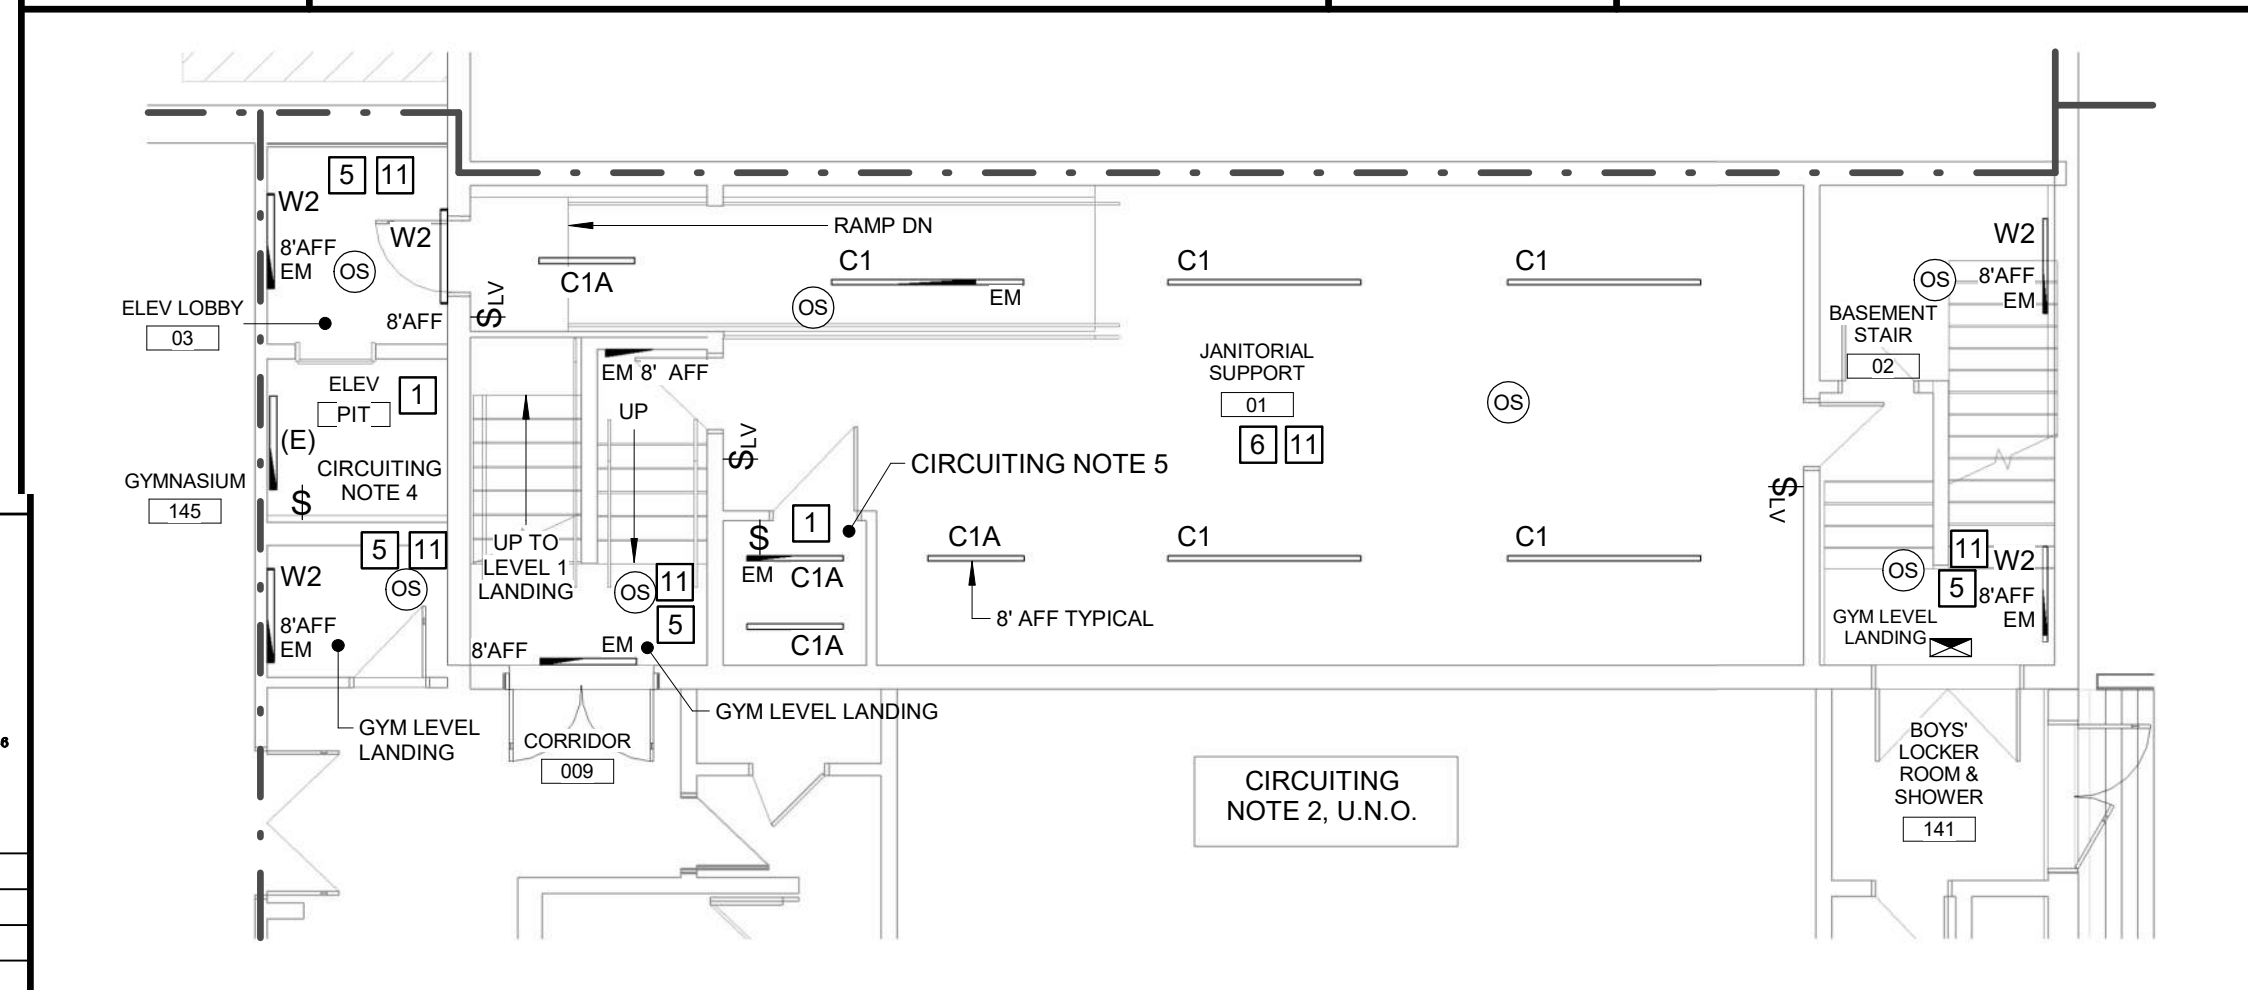 5 11
W2
8'AFF
EM
OS
W2
8'AFF
ELEV LOBBY
03
$LV
C1A
RAMP DN
C1
EM
OS
C1
C1
W2
8'AFF
EM
OS
BASEMENT
STAIR
02
ELEV
PIT
1
(E)
CIRCUITING
NOTE 4
$
GYMNASIUM
145
EM 8' AFF
UP
$LV
JANITORIAL
SUPPORT
01
6 11
OS
CIRCUITING NOTE 5
$LV
5 11
W2
OS
8'AFF
EM
GYM LEVEL
LANDING
UP TO
LEVEL 1
LANDING
OS
11
5
8'AFF
EM
GYM LEVEL LANDING
$
1
EM
C1A
C1A
C1A
8' AFF TYPICAL
C1
C1
OS
11
5
W2
8'AFF
EM
GYM LEVEL
LANDING
CORRIDOR
009
CIRCUITING
NOTE 2, U.N.O.
BOYS'
LOCKER
ROOM &
SHOWER
141
6